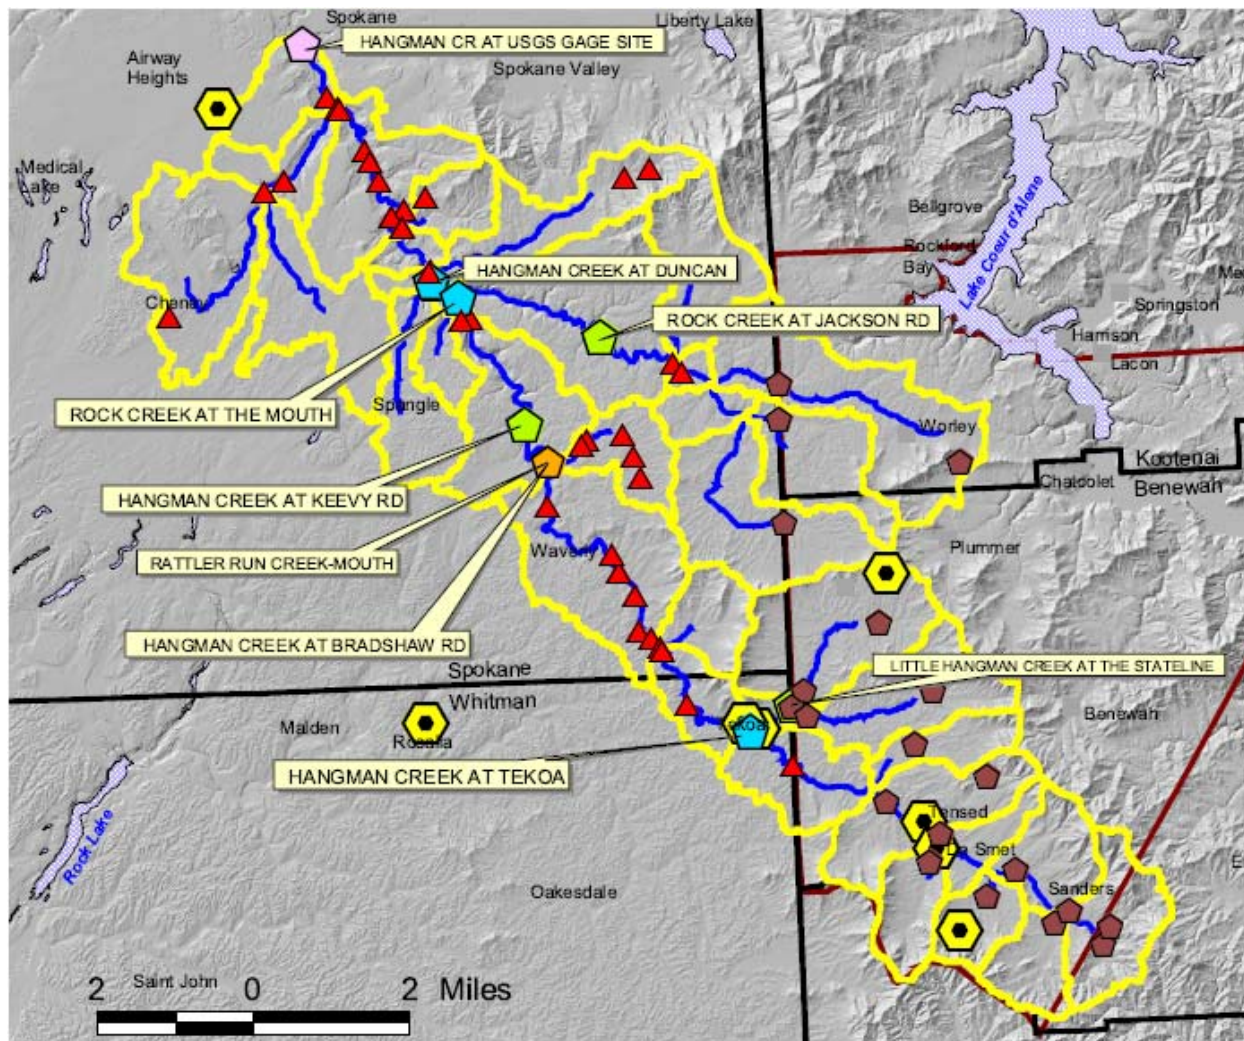 Spokane
Liberty Lake
HANGMAN CR AT USGS GAGE SITE
Airway
Heights
Spokane Valley
Medical
Lake
Bellgrove
Lake Coeur d'Alene
Rockford
Bay
HANGMAN CREEK AT DUNCAN
Springston
Cheney
ROCK CREEK AT JACKSON RD
Harrison
Lacon
ROCK CREEK AT THE MOUTH
Spangle
Worley
Kootenai
HANGMAN CREEK AT KEEVY RD
Chatcolet
Benewah
Waverly
Plummer
RATTLER RUN CREEK-MOUTH
HANGMAN CREEK AT BRADSHAW RD
Spokane
LITTLE HANGMAN CREEK AT THE STATELINE
Whitman
Malden
Benewah
Rosalia
HANGMAN CREEK AT TEKOA
Tensed
Rock Lake
De Smet
Oakesdale
Sanders
Saint John
2 0 2 Miles